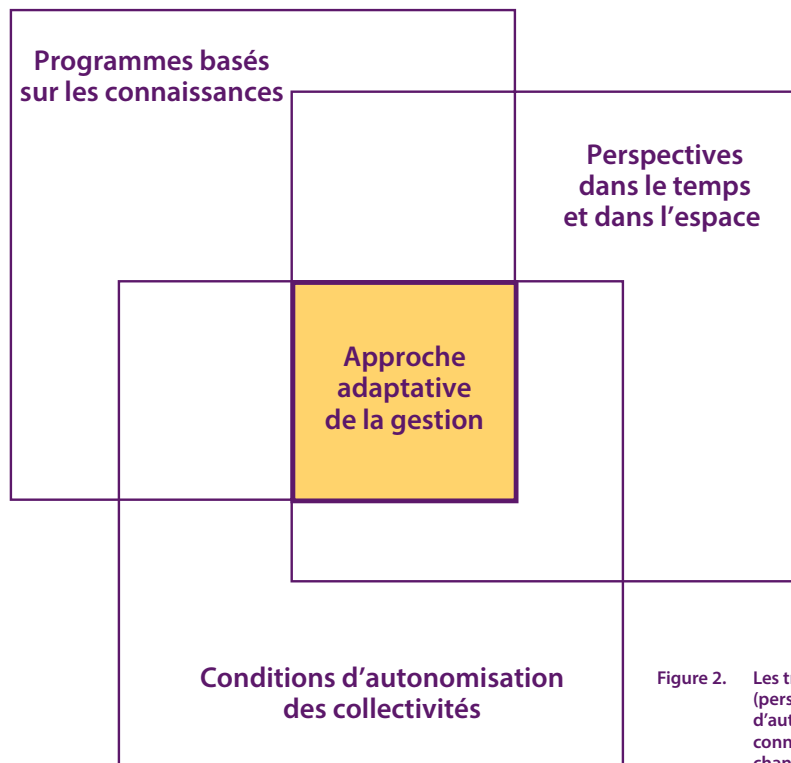 Programmes basés
sur les connaissances
Perspectives
dans le temps
et dans l’espace
Approche
adaptative
de la gestion
Conditions d’autonomisation
des collectivités
Figure 2. Les